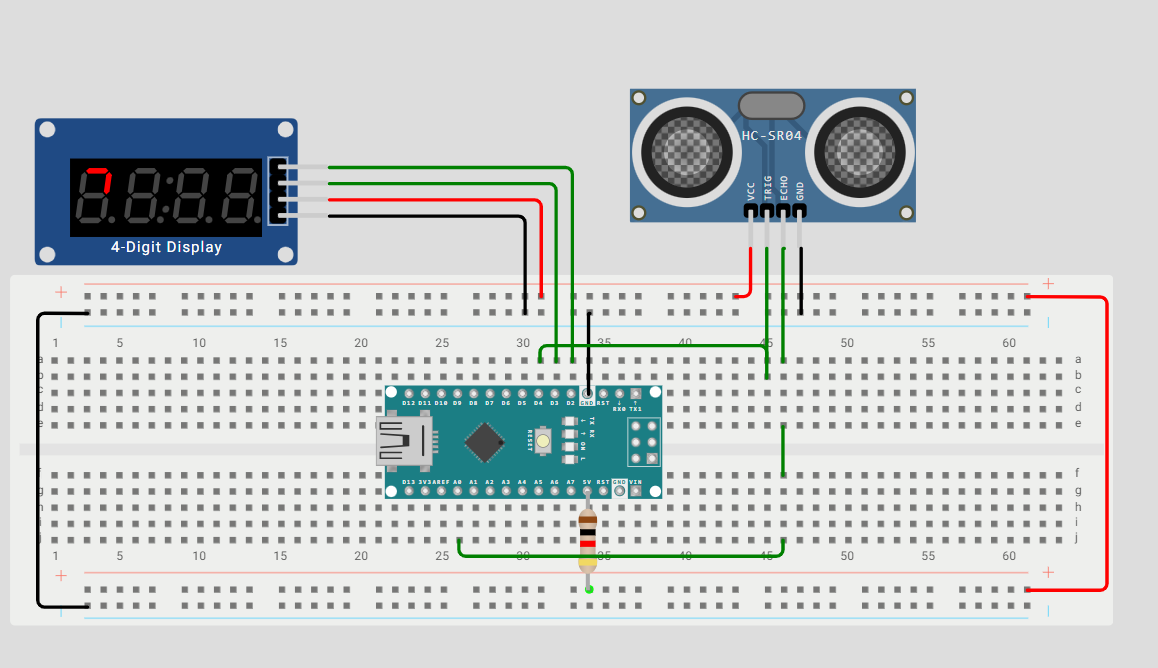 HC-SR04
VCC TRIG ECHO GND
4-Digit Display
+ +
1 5 10 15 20 25 30 35 40 45 50 55 60
a a
b b
c c
d d
e e
D12 D11 D10 D9 D8 D7 D6 D5 D4 D3 D2 GND RST RX0 TX1
RESET
TX RX ON L
D13 3V3 AREF A0 A1 A2 A3 A4 A5 A6 A7 5V RST GND VIN
f f
g g
h h
i i
j j
1 5 10 15 20 25 30 35 40 45 50 55 60
+ +